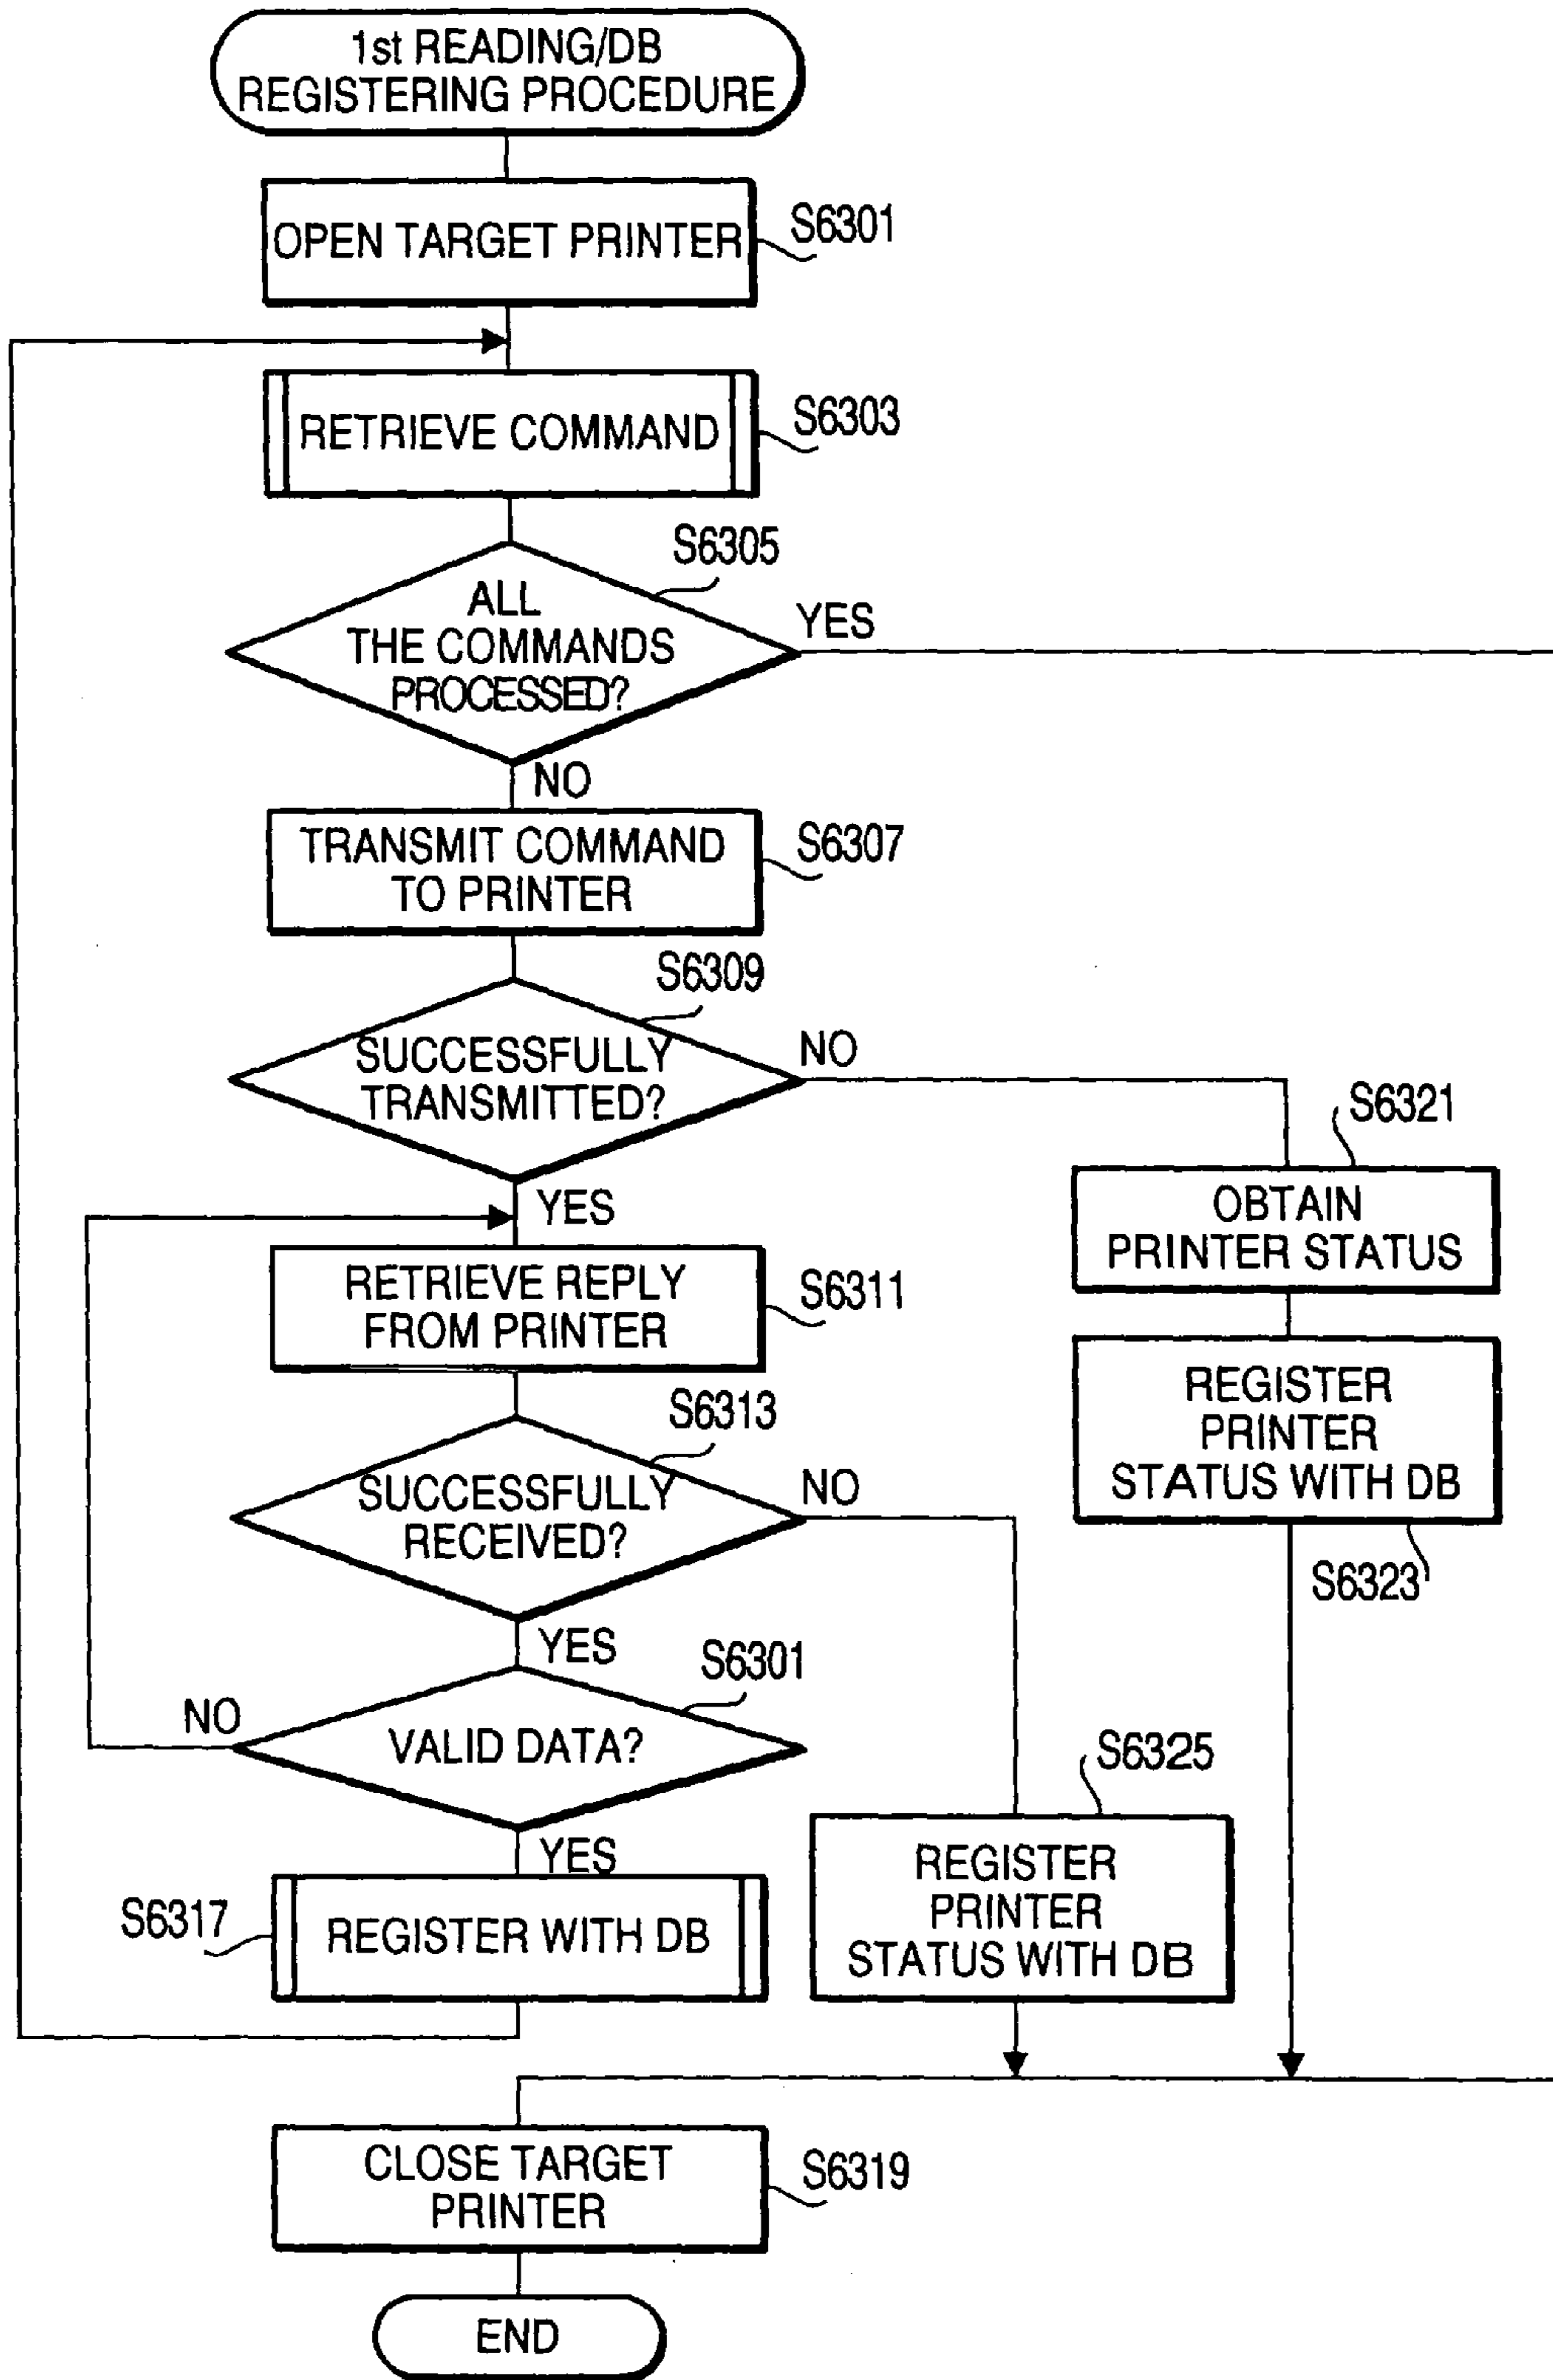 1st READING/DB
REGISTERING PROCEDURE
OPEN TARGET PRINTER
S6301
RETRIEVE COMMAND
S6303
S6305
ALL
THE COMMANDS
PROCESSED?
YES
NO
TRANSMIT COMMAND
TO PRINTER
S6307
S6309
SUCCESSFULLY
TRANSMITTED?
NO
YES
S6321
OBTAIN
PRINTER STATUS
RETRIEVE REPLY
FROM PRINTER
S6311
REGISTER
PRINTER
STATUS WITH DB
S6323
S6313
SUCCESSFULLY
RECEIVED?
NO
YES
S6301
VALID DATA?
NO
YES
S6325
REGISTER
PRINTER
STATUS WITH DB
S6317
REGISTER WITH DB
CLOSE TARGET
PRINTER
S6319
END